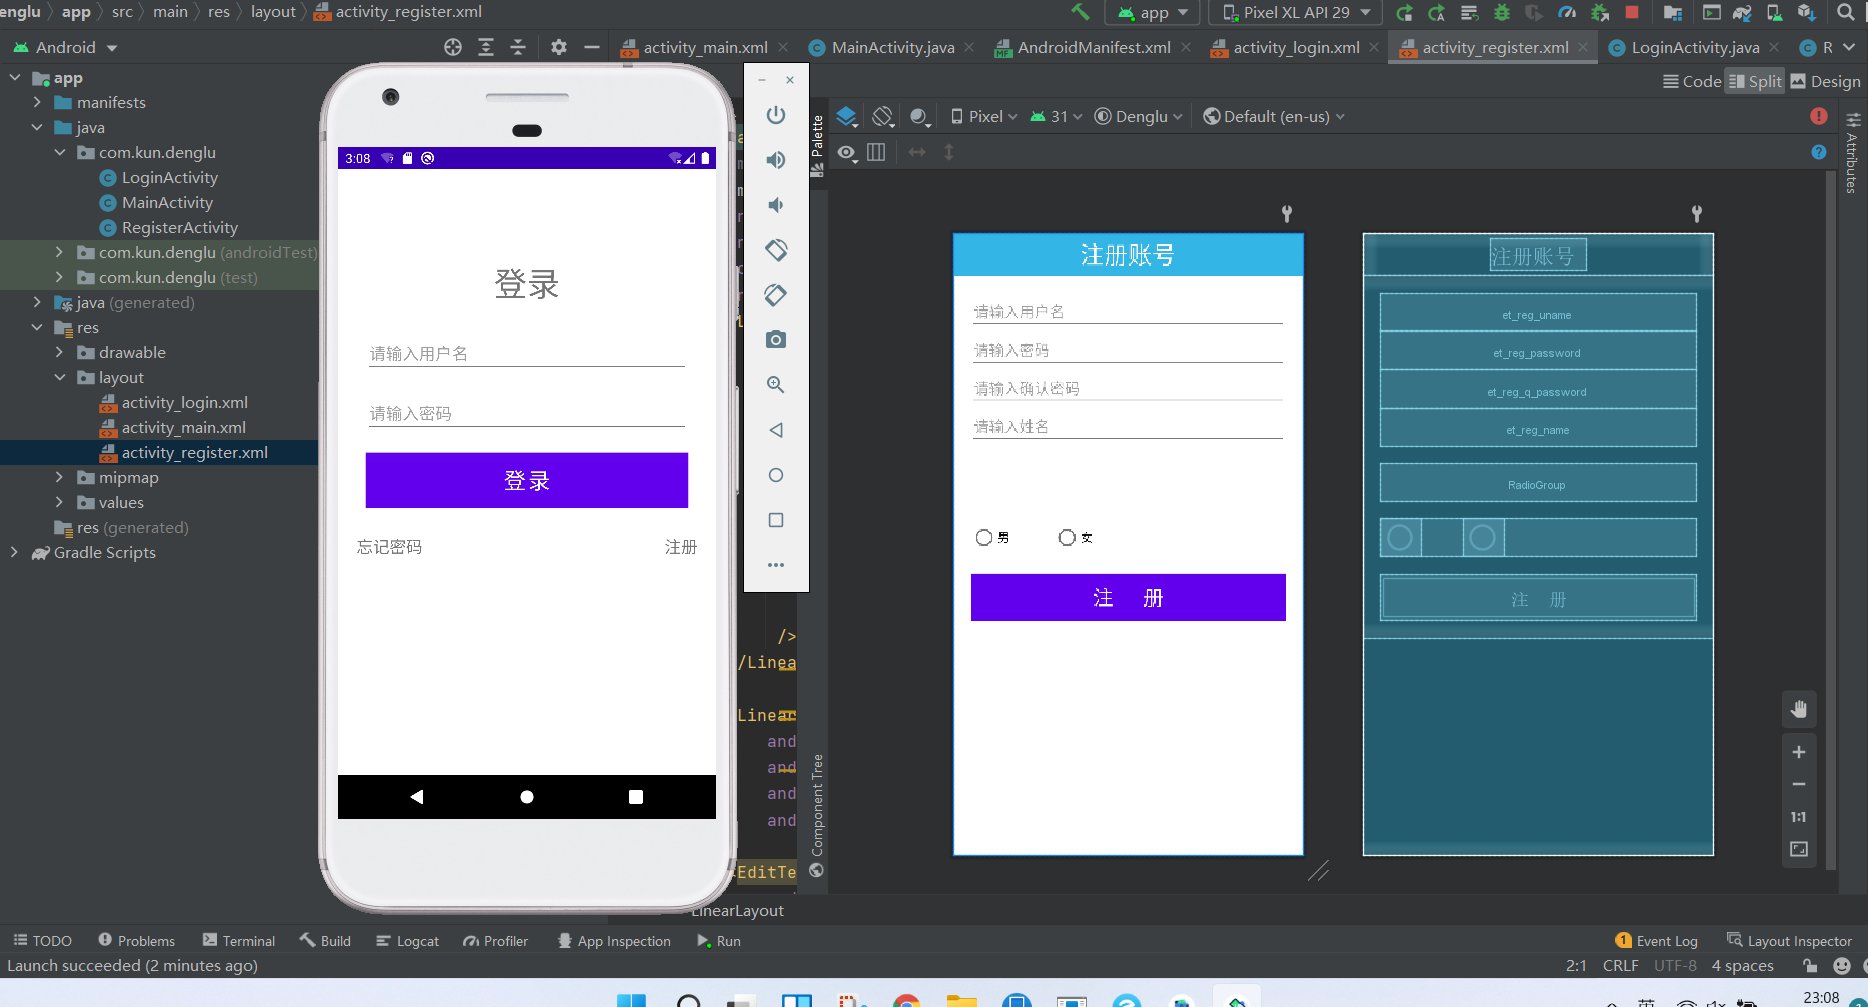 englu app src main res layout activity_register.xml
app Pixel XL API 29
Android
activity_main.xml MainActivity.java AndroidManifest.xml activity_login.xml activity_register.xml LoginActivity.java R
Code Split Design
app
manifests
java
com.kun.denglu
LoginActivity
MainActivity
RegisterActivity
com.kun.denglu (androidTest)
com.kun.denglu (test)
java (generated)
res
drawable
layout
activity_login.xml
activity_main.xml
activity_register.xml
mipmap
values
res (generated)
Gradle Scripts
3:08
登录
请输入用户名
请输入密码
登录
忘记密码 注册
/>
/Linea
Linear
and
and
and
and
EditTe
Palette
Component Tree
Pixel 31 Denglu Default (en-us)
Attributes
注册账号
请输入用户名
请输入密码
请输入确认密码
请输入姓名
男 女
注 册
注册账号
et_reg_uname
et_reg_password
et_reg_q_password
et_reg_name
RadioGroup
注 册
1:1
LinearLayout
TODO Problems Terminal Build Logcat Profiler App Inspection Run 1 Event Log Layout Inspector
Launch succeeded (2 minutes ago) 2:1 CRLF UTF-8 4 spaces
英 23:08